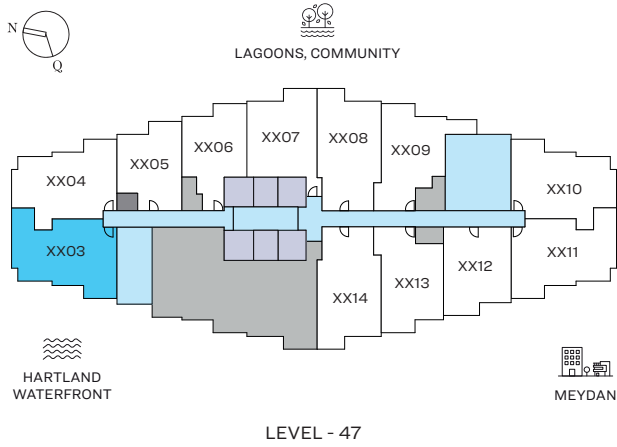 N
Q
LAGOONS, COMMUNITY
XX04
XX05
XX06
XX07
XX08
XX09
XX10
XX03
XX14
XX13
XX12
XX11
HARTLAND
WATERFRONT
MEYDAN
LEVEL - 47